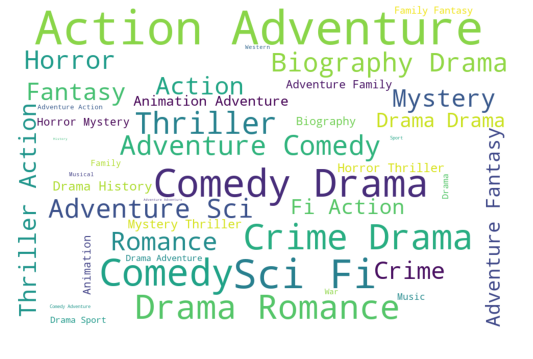 Family Fantasy
Action Adventure
Western
Horror
Biography Drama
Action
Adventure Family
Fantasy
Animation Adventure
Mystery
Adventure Action
Horror Mystery
Thriller
Biography
Drama Drama
Adventure Comedy
Sport
Family
Horror Thriller
Musical
Drama History
Comedy Drama
Drama
Adventure Sci
Fi Action
Thriller Action
Adventure Fantasy
Mystery Thriller
Romance
Crime Drama
Animation
Drama Adventure
Comedy
Sci Fi
Crime
War
Music
Drama Romance
Comedy Adventure
Drama Sport